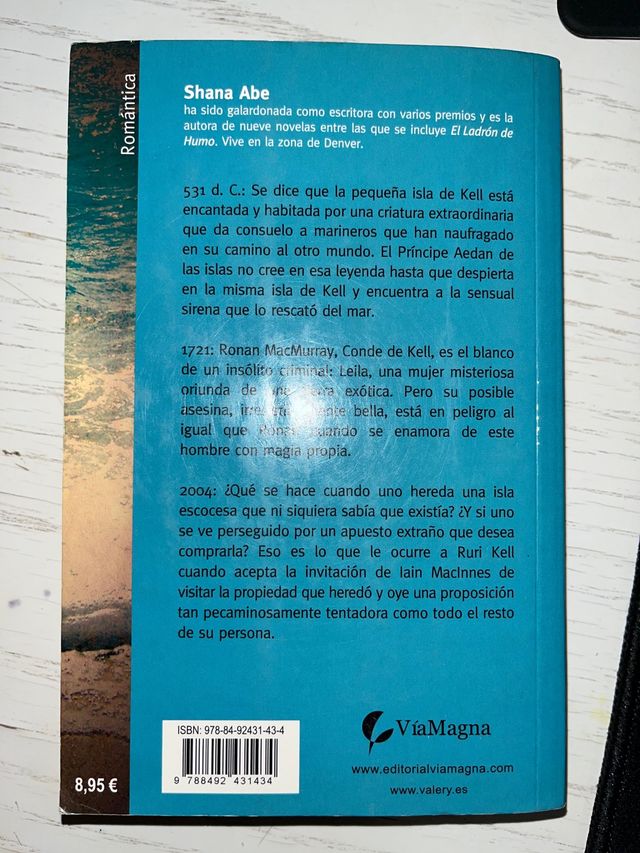 Romántica
Shana Abe
ha sido galardonada como escritora con varios premios y es la
autora de nueve novelas entre las que se incluye El Ladrón de
Humo. Vive en la zona de Denver.
531 d. C.: Se dice que la pequeña isla de Kell está
encantada y habitada por una criatura extraordinaria
que da consuelo a marineros que han naufragado
en su camino al otro mundo. El Príncipe Aedan de
las islas no cree en esa leyenda hasta que despierta
en la misma isla de Kell y encuentra a la sensual
sirena que lo rescató del mar.
1721: Ronan MacMurray, Conde de Kell, es el blanco
de un insólito criminal: Leila, una mujer misteriosa
oriunda de una tierra exótica. Pero su posible
asesina, bella, está en peligro al
igual que Ronan cuando se enamora de este
hombre con magia propia.
2004: ¿Qué se hace cuando uno hereda una isla
escocesa que ni siquiera sabía que existía? ¿Y si uno
se ve perseguido por un apuesto extraño que desea
comprarla? Eso es lo que le ocurre a Ruri Kell
cuando acepta la invitación de Iain MacInnes de
visitar la propiedad que heredó y oye una proposición
tan pecaminosamente tentadora como todo el resto
de su persona.
ISBN: 978-84-92431-43-4
9 788492 431434
8,95 €
VíaMagna
www.editorialviamagna.com
www.valery.es